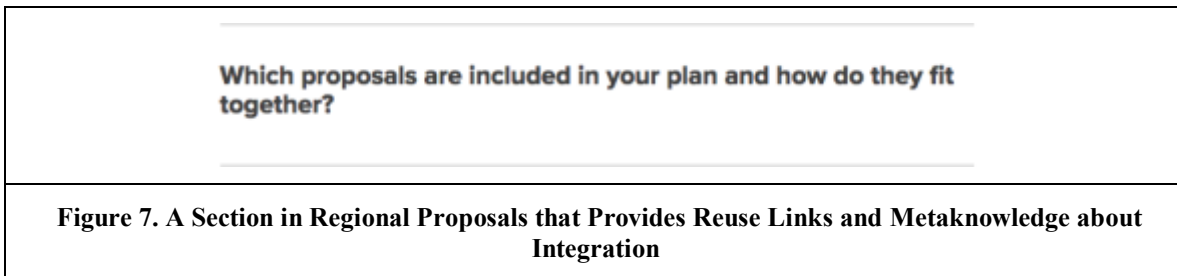 Which proposals are included in your plan and how do they fit
together?
Figure 7. A Section in Regional Proposals that Provides Reuse Links and Metaknowledge about
Integration